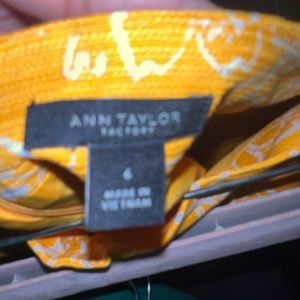 ANN TAYLOR
FACTORY
6
MADE IN
VIETNAM